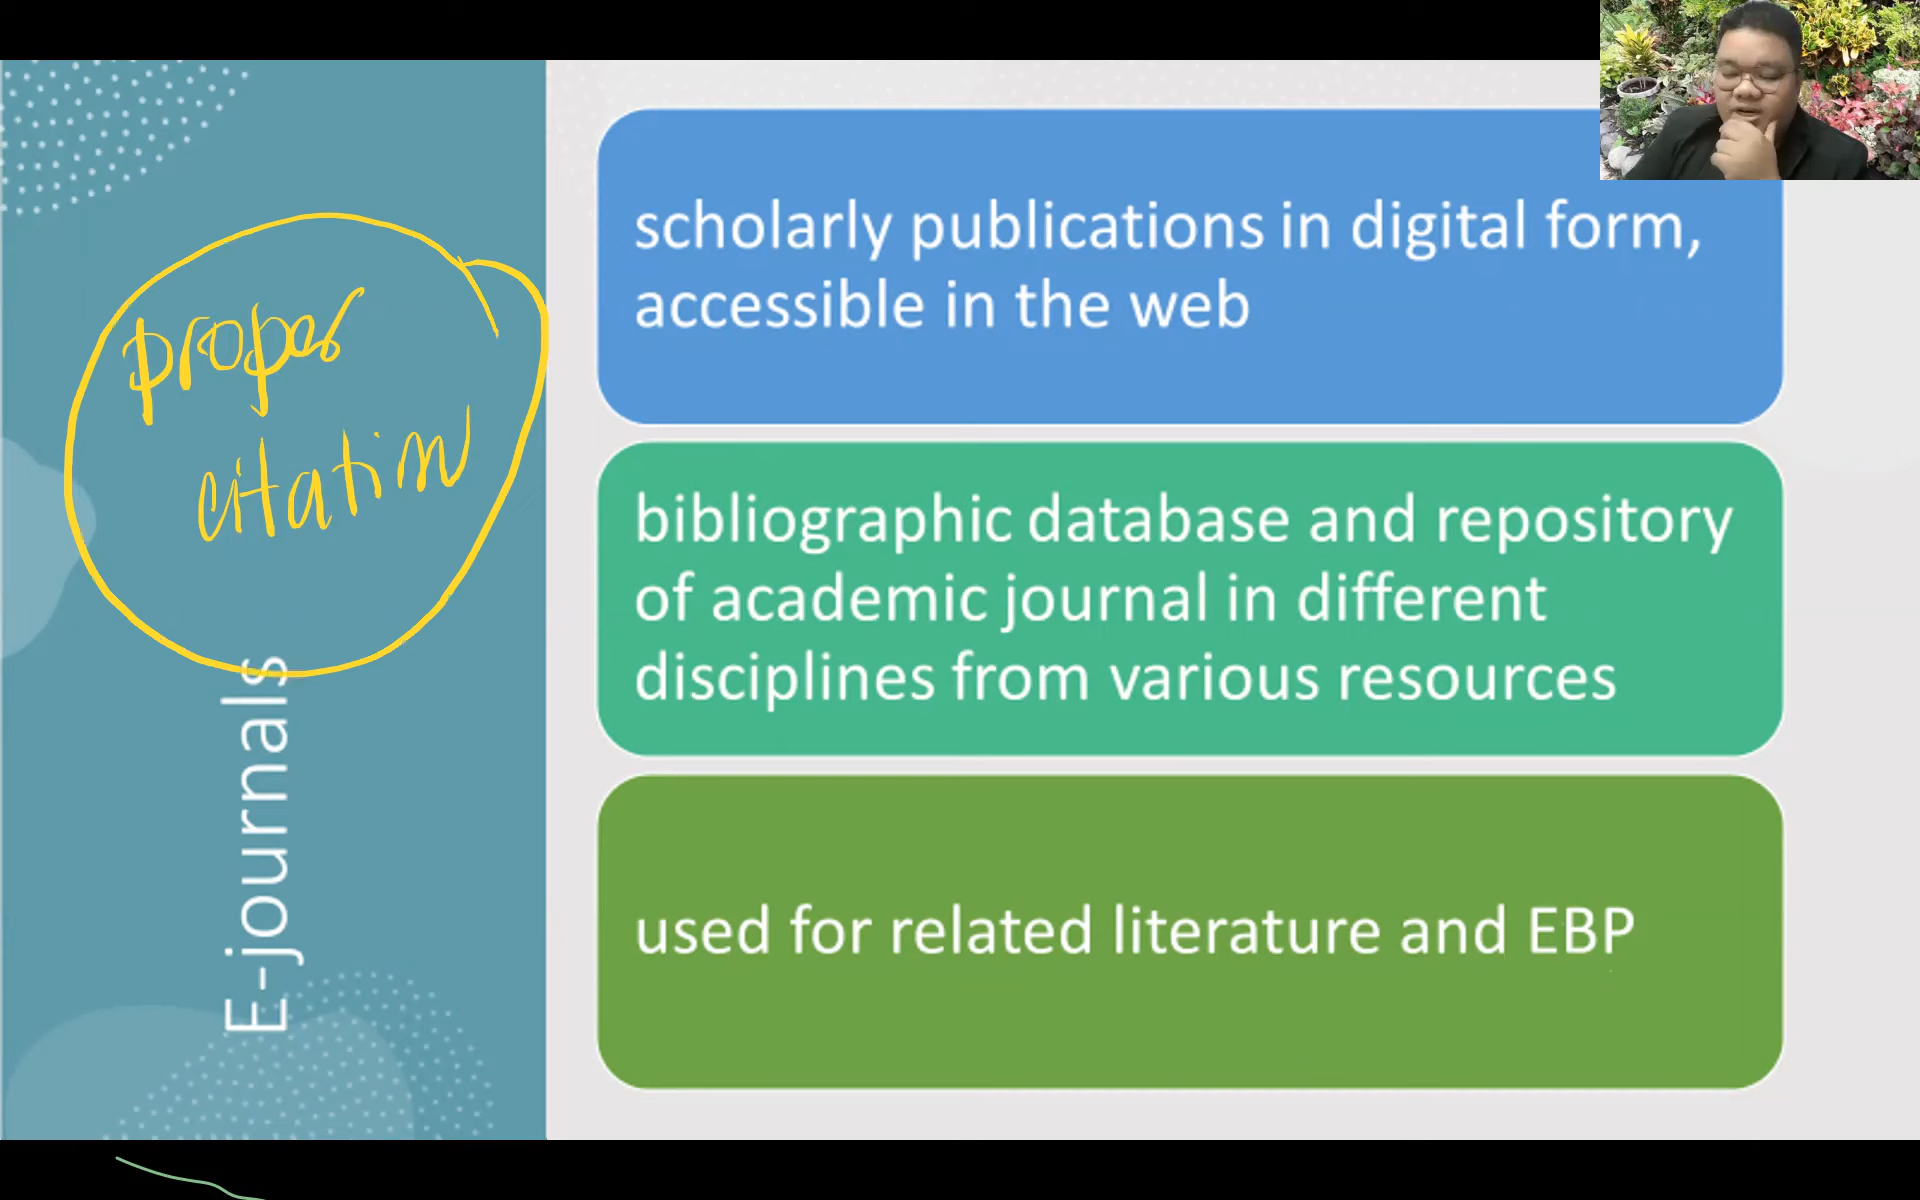 proper
citation
E-journals
scholarly publications in digital form,
accessible in the web
bibliographic database and repository
of academic journal in different
disciplines from various resources
used for related literature and EBP